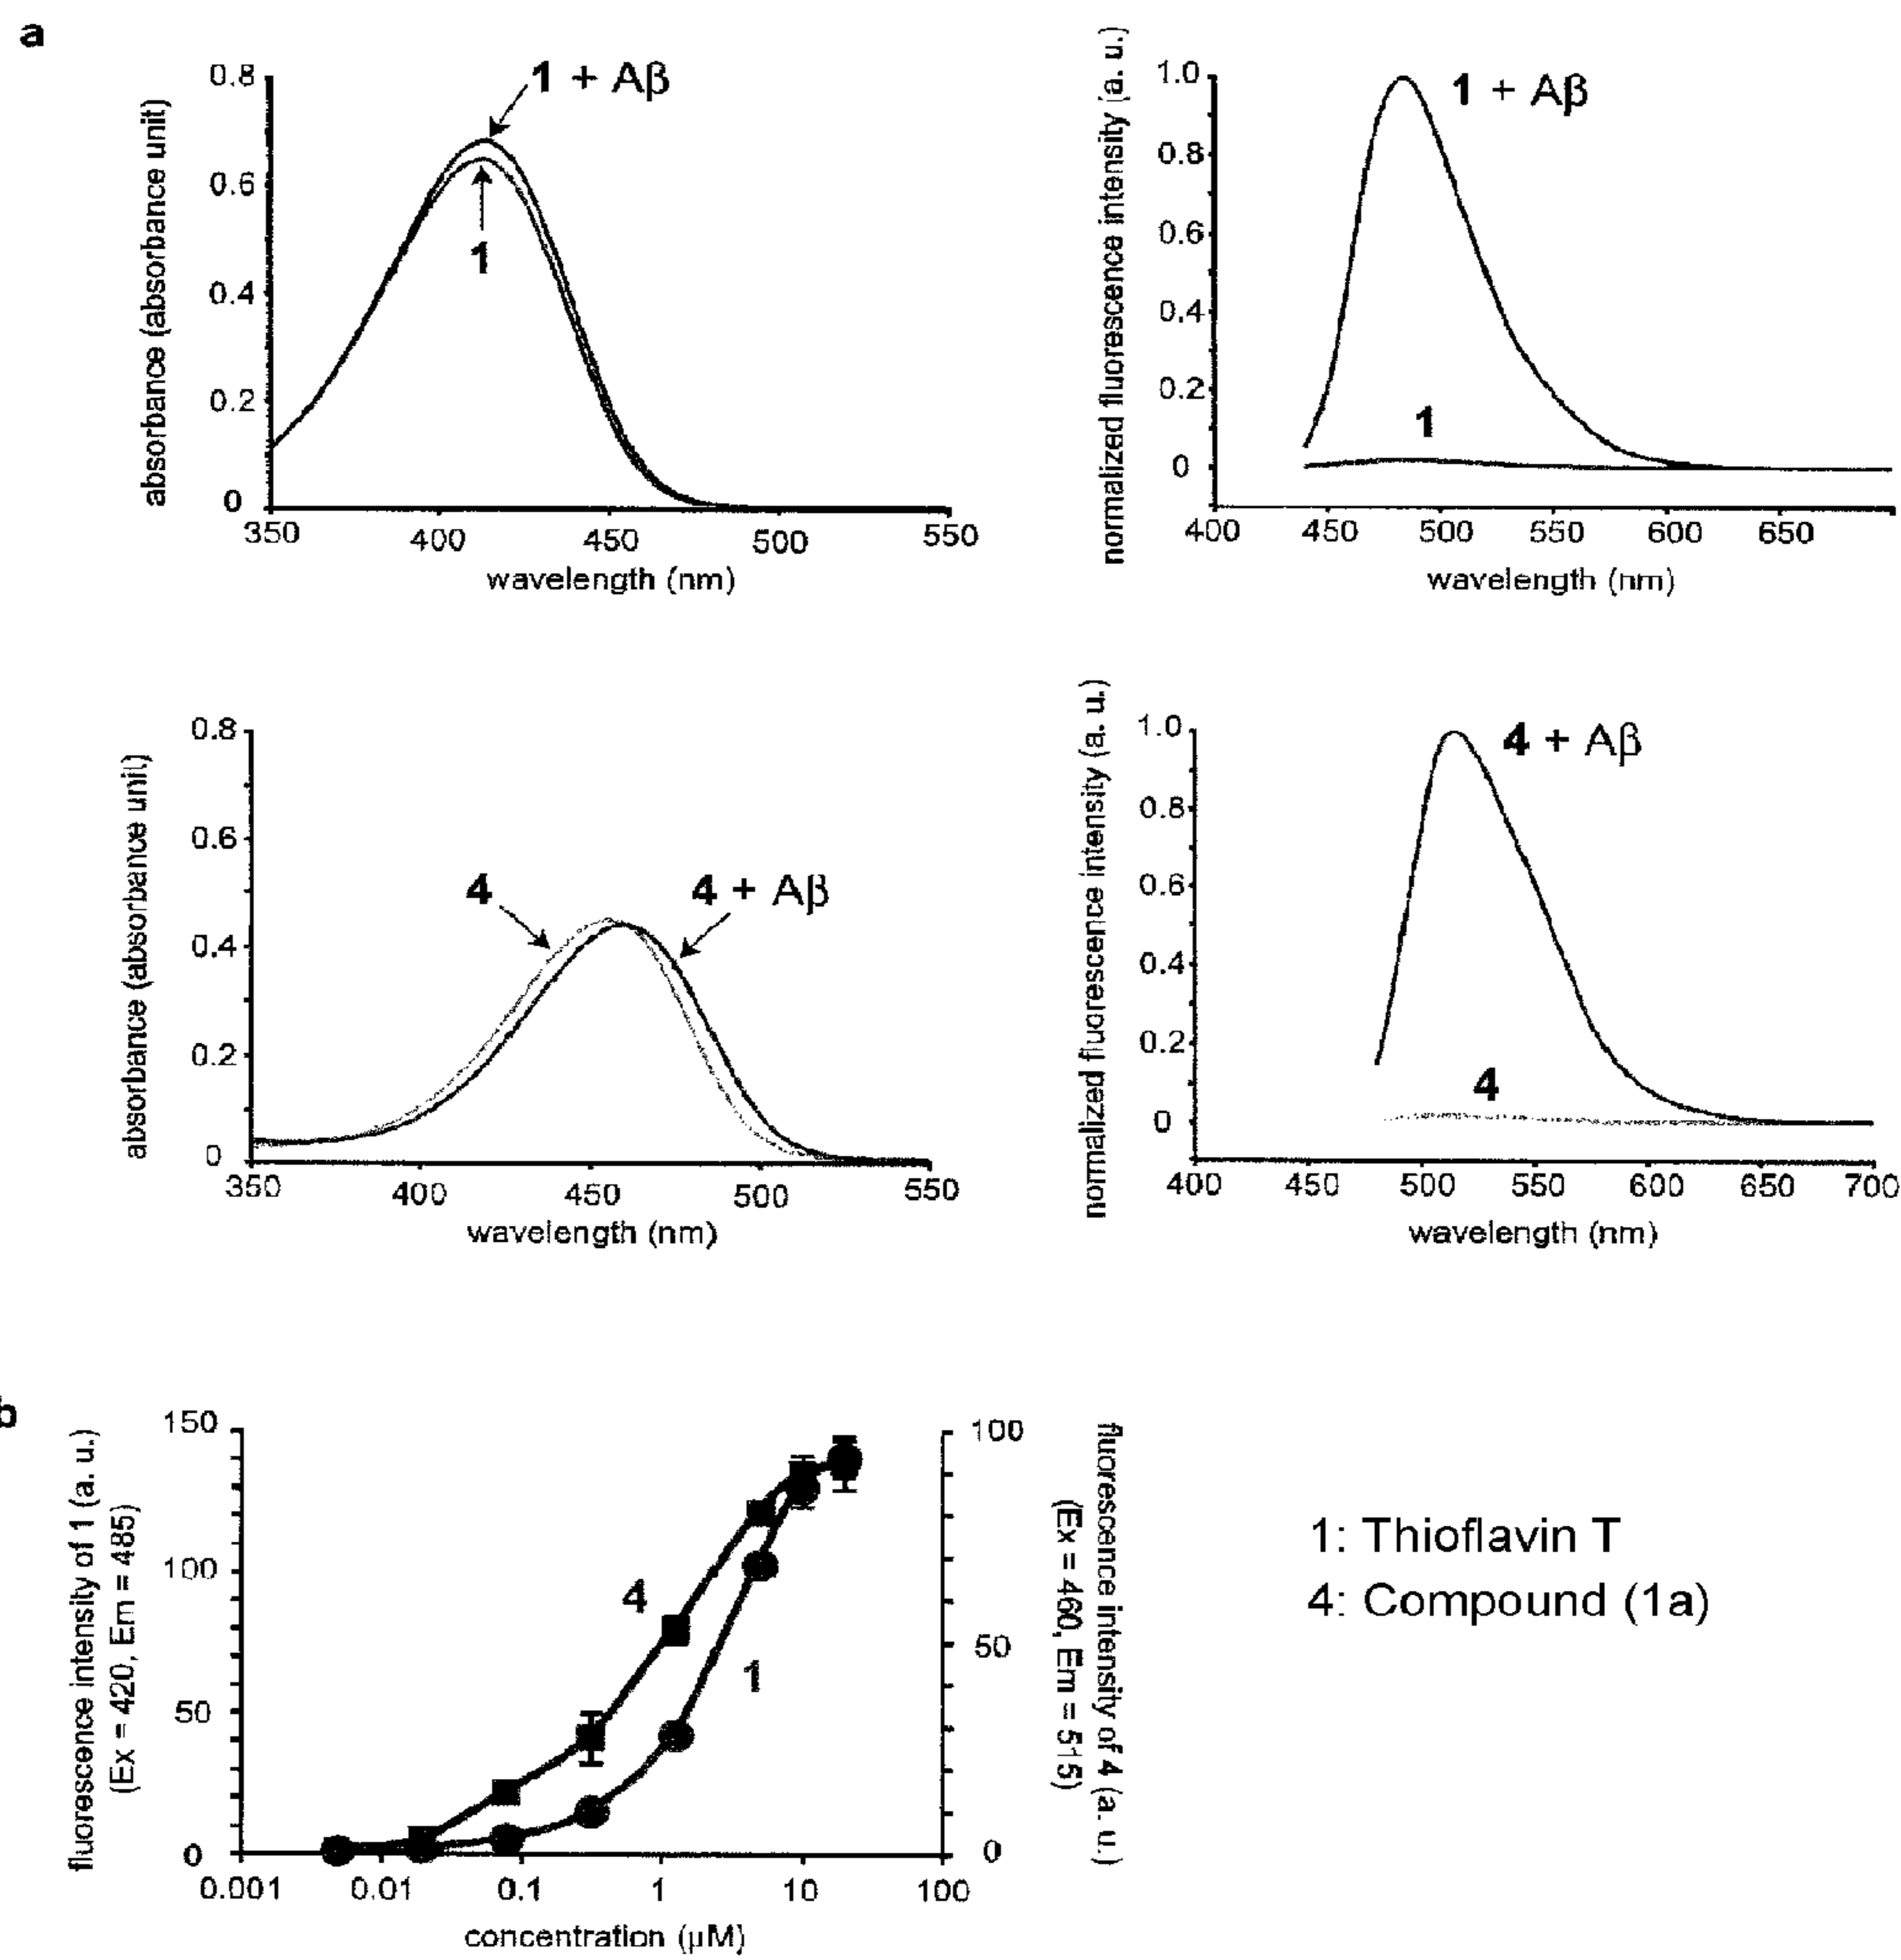 a
absorbance (absorbance unit)
0.8
0.6
0.4
0.2
0
1 + Aβ
1
350 400 450 500 550
wavelength (nm)
normalized fluorescence intensity (a. u.)
1.0
0.8
0.6
0.4
0.2
0
1 + Aβ
1
400 450 500 550 600 650
wavelength (nm)
absorbance (absorbance unit)
0.8
0.6
0.4
0.2
0
4
4 + Aβ
350 400 450 500 550
wavelength (nm)
normalized fluorescence intensity (a. u.)
1.0
0.8
0.6
0.4
0.2
0
4 + Aβ
4
400 450 500 550 600 650 700
wavelength (nm)
b
fluorescence intensity of 1 (a. u.)
(Ex = 420, Em = 485)
150
100
50
0
4
1
100
50
0
fluorescence intensity of 4 (a. u.)
(Ex = 460, Em = 515)
0.001 0.01 0.1 1 10 100
concentration (μM)
1: Thioflavin T
4: Compound (1a)